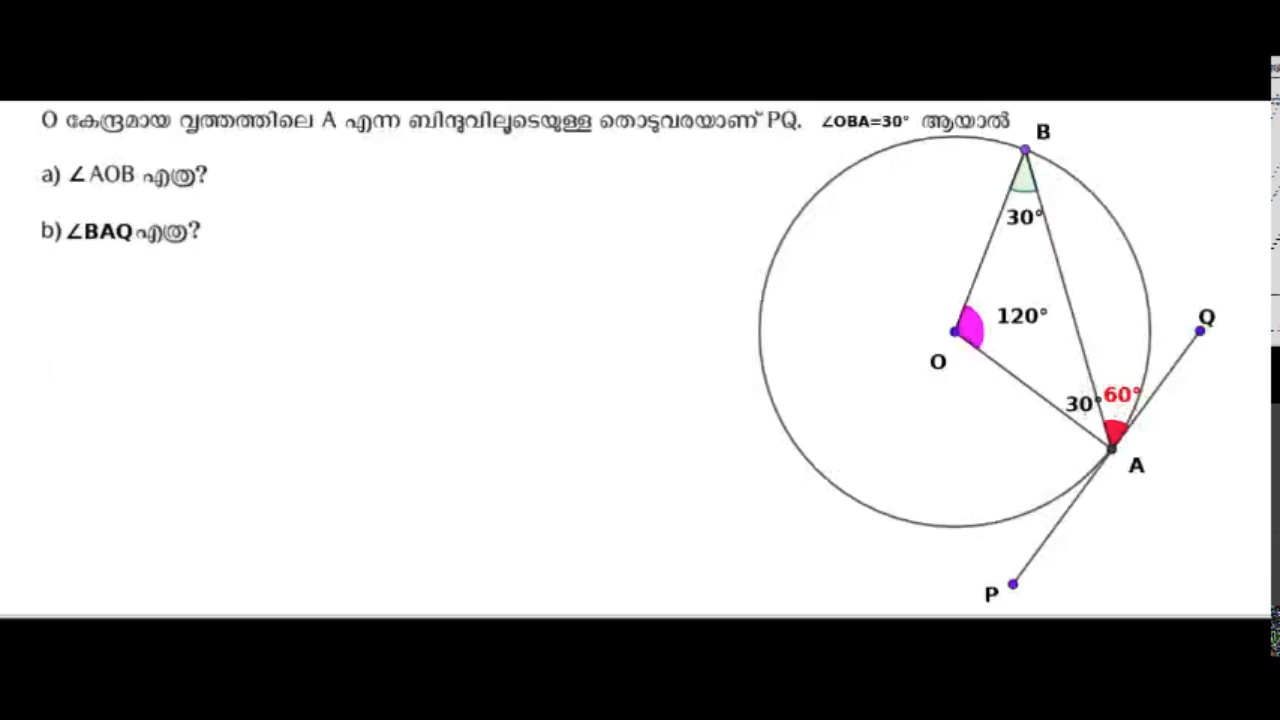 O കേന്ദ്രമായ വൃത്തത്തിലെ A എന്ന ബിന്ദുവിലൂടെയുള്ള തൊടുവരയാണ് PQ. ∠OBA=30° ആയാൽ
B
a) ∠AOB എത്ര?
30°
b) ∠BAQ എത്ര?
120°
Q
O
30°
60°
A
P